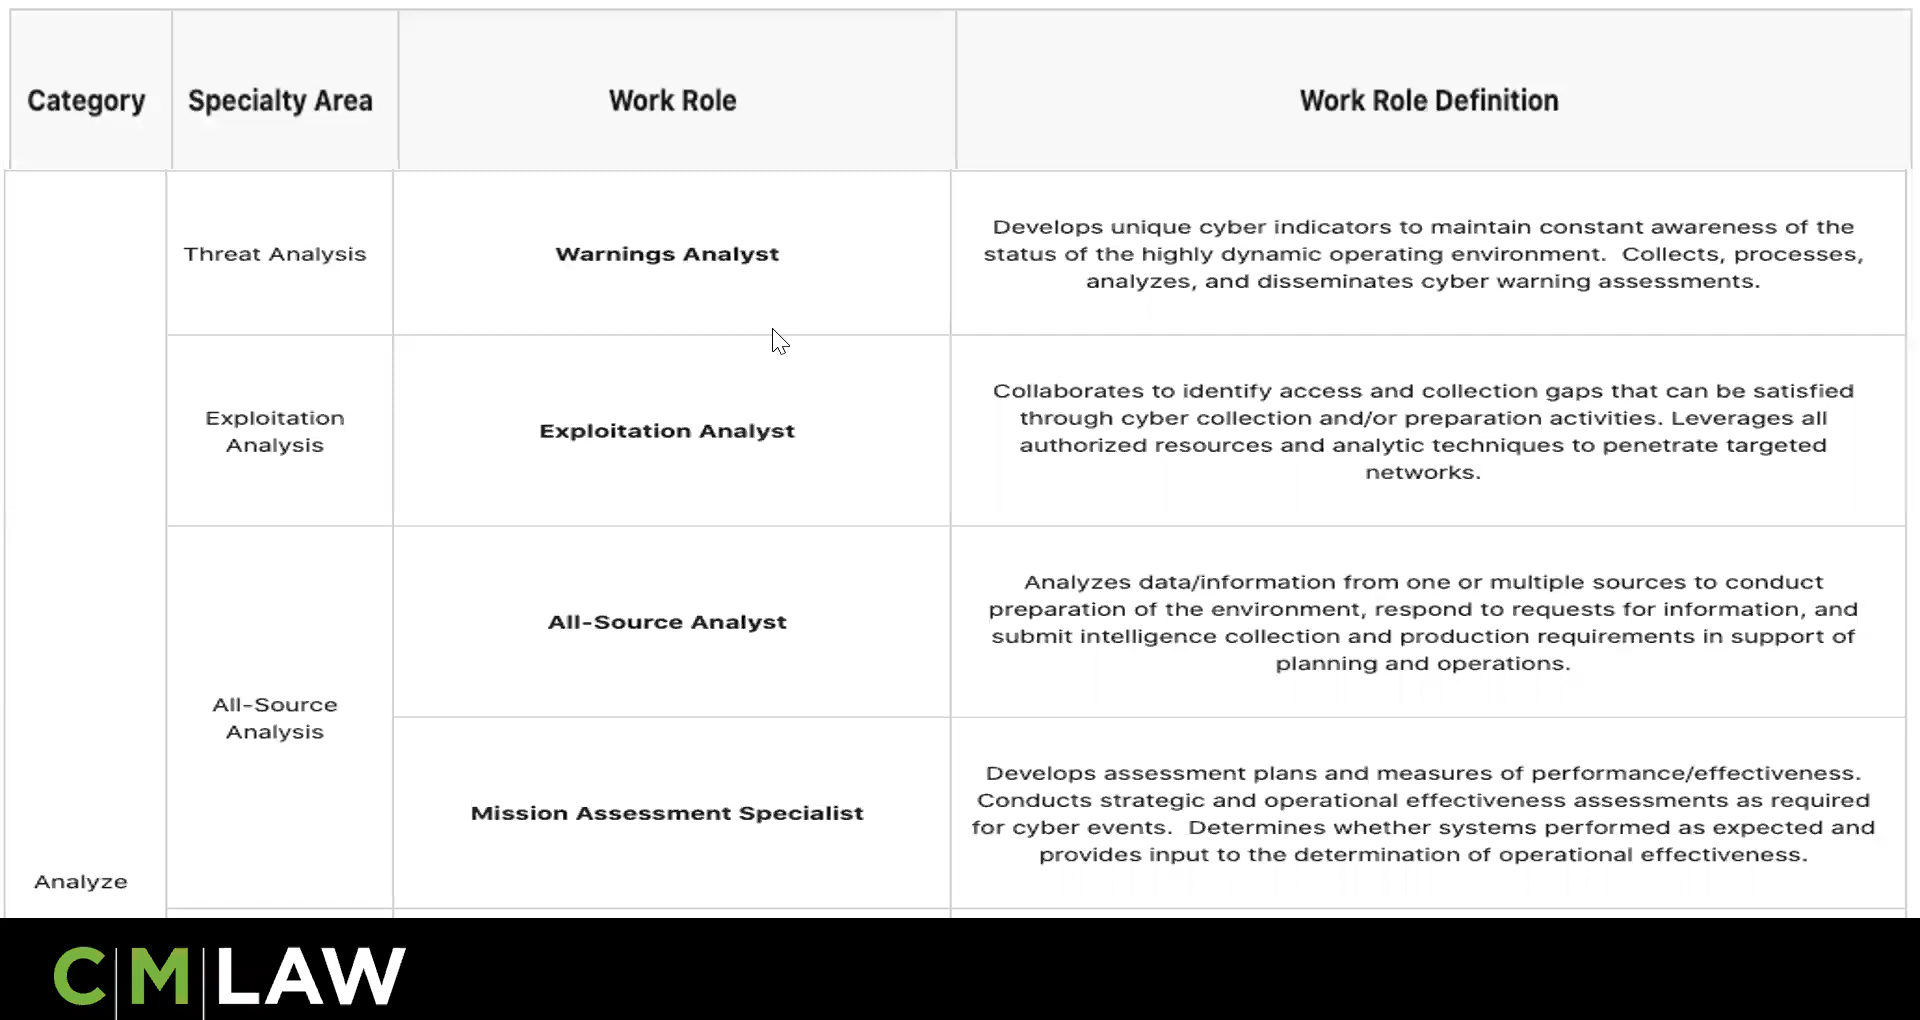 Category
Specialty Area
Work Role
Work Role Definition
Threat Analysis
Warnings Analyst
Develops unique cyber indicators to maintain constant awareness of the
status of the highly dynamic operating environment.  Collects, processes,
analyzes, and disseminates cyber warning assessments.
Exploitation
Analysis
Exploitation Analyst
Collaborates to identify access and collection gaps that can be satisfied
through cyber collection and/or preparation activities. Leverages all
authorized resources and analytic techniques to penetrate targeted
networks.
All-Source
Analysis
All-Source Analyst
Analyzes data/information from one or multiple sources to conduct
preparation of the environment, respond to requests for information, and
submit intelligence collection and production requirements in support of
planning and operations.
Mission Assessment Specialist
Develops assessment plans and measures of performance/effectiveness.
Conducts strategic and operational effectiveness assessments as required
for cyber events.  Determines whether systems performed as expected and
provides input to the determination of operational effectiveness.
Analyze
C|M|LAW